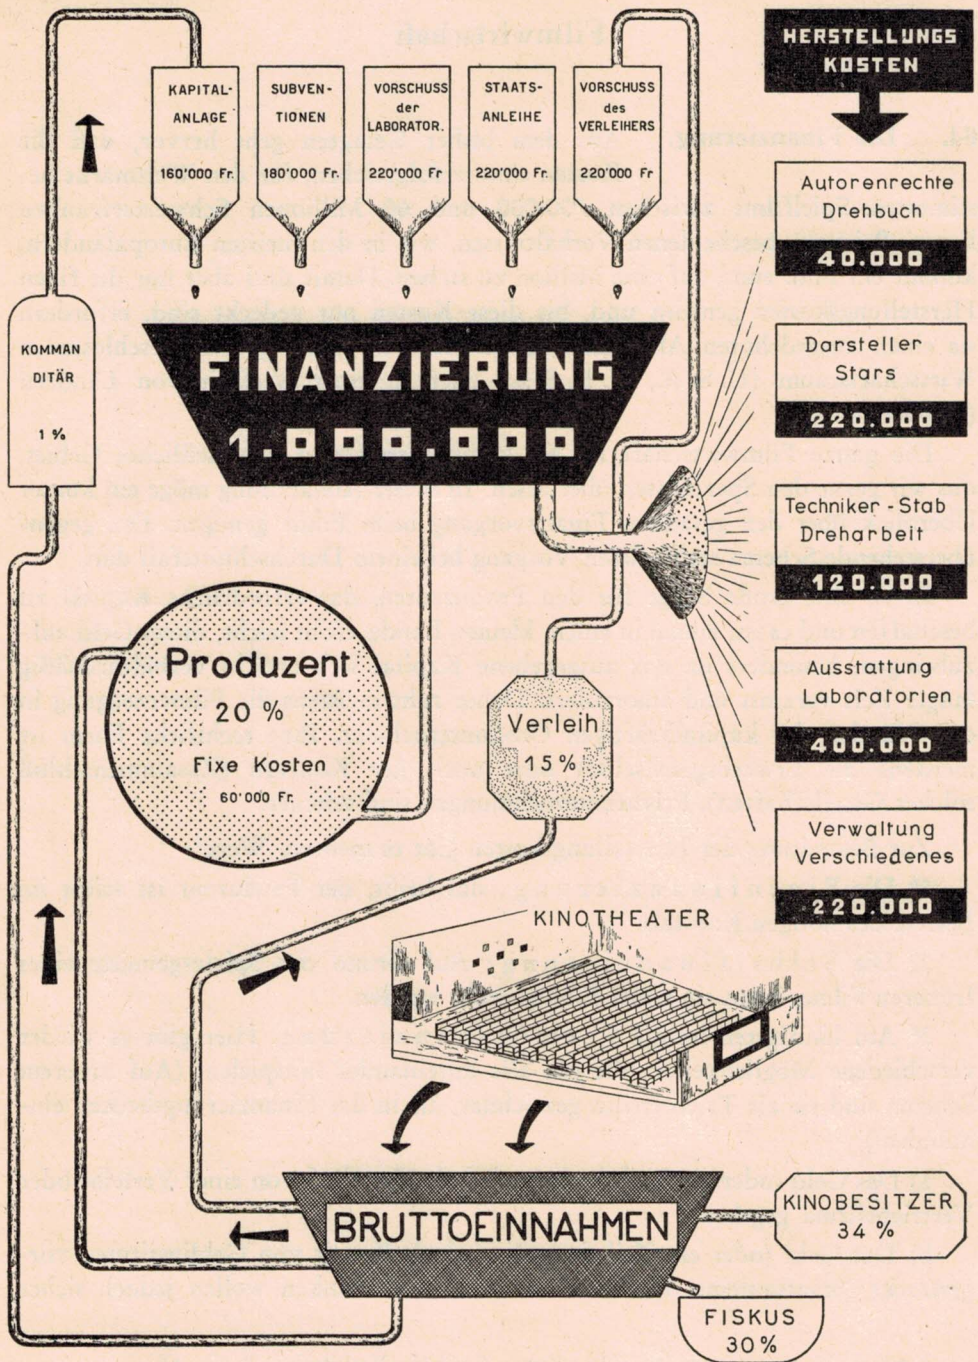 HERSTELLUNGS
KOSTEN
KAPITAL-
ANLAGE
160'000 Fr.
SUBVEN-
TIONEN
180'000 Fr.
VORSCHUSS
der
LABORATOR.
220'000 Fr
STAATS-
ANLEIHE
220'000 Fr.
VORSCHUSS
des
VERLEIHERS
220'000 Fr
Autorenrechte
Drehbuch
40.000
KOMMAN
DITÄR
1 %
FINANZIERUNG
1.000.000
Darsteller
Stars
220.000
Techniker - Stab
Dreharbeit
120.000
Produzent
20 %
Fixe Kosten
60'000 Fr.
Verleih
15 %
Ausstattung
Laboratorien
400.000
Verwaltung
Verschiedenes
220.000
KINOTHEATER
BRUTTOEINNAHMEN
KINOBESITZER
34 %
FISKUS
30 %